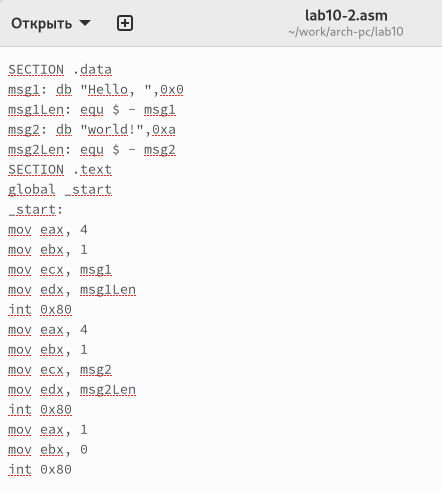 Открыть
lab10-2.asm
~/work/arch-pc/lab10
SECTION .data
msg1: db "Hello, ",0x0
msg1Len: equ $ - msg1
msg2: db "world!",0xa
msg2Len: equ $ - msg2
SECTION .text
global _start
_start:
mov eax, 4
mov ebx, 1
mov ecx, msg1
mov edx, msg1Len
int 0x80
mov eax, 4
mov ebx, 1
mov ecx, msg2
mov edx, msg2Len
int 0x80
mov eax, 1
mov ebx, 0
int 0x80